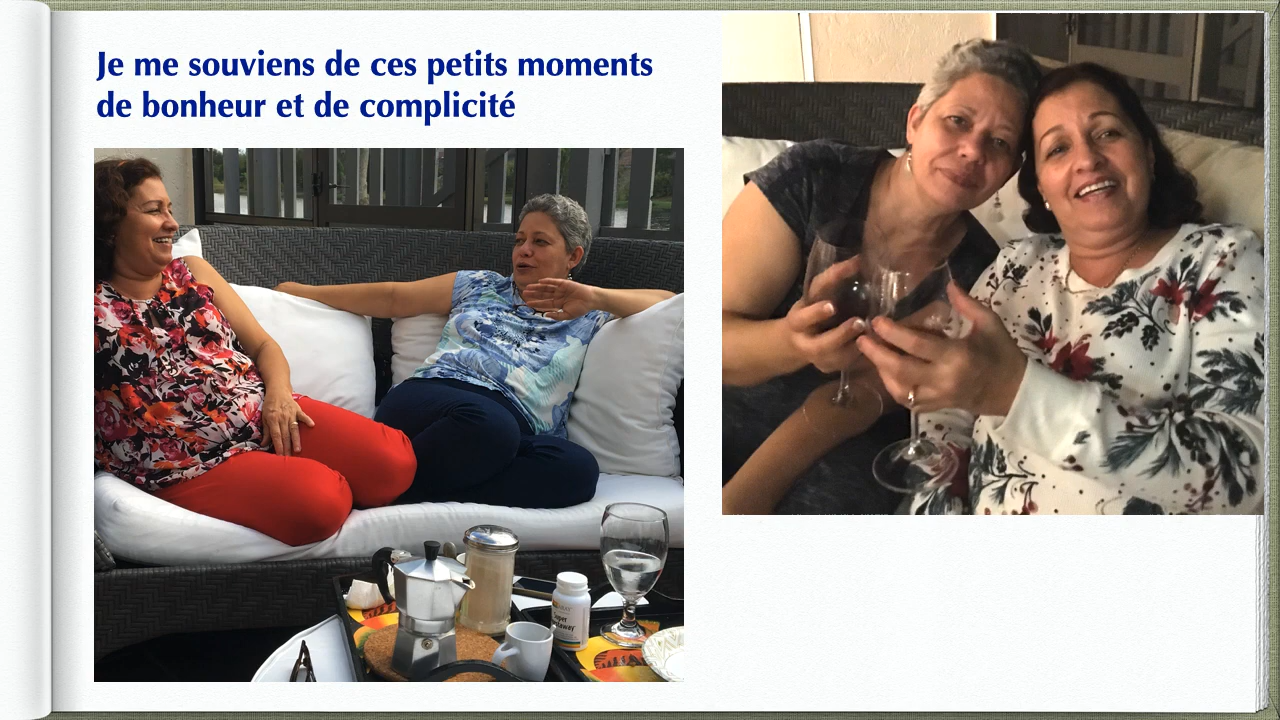 Je me souviens de ces petits moments
de bonheur et de complicité